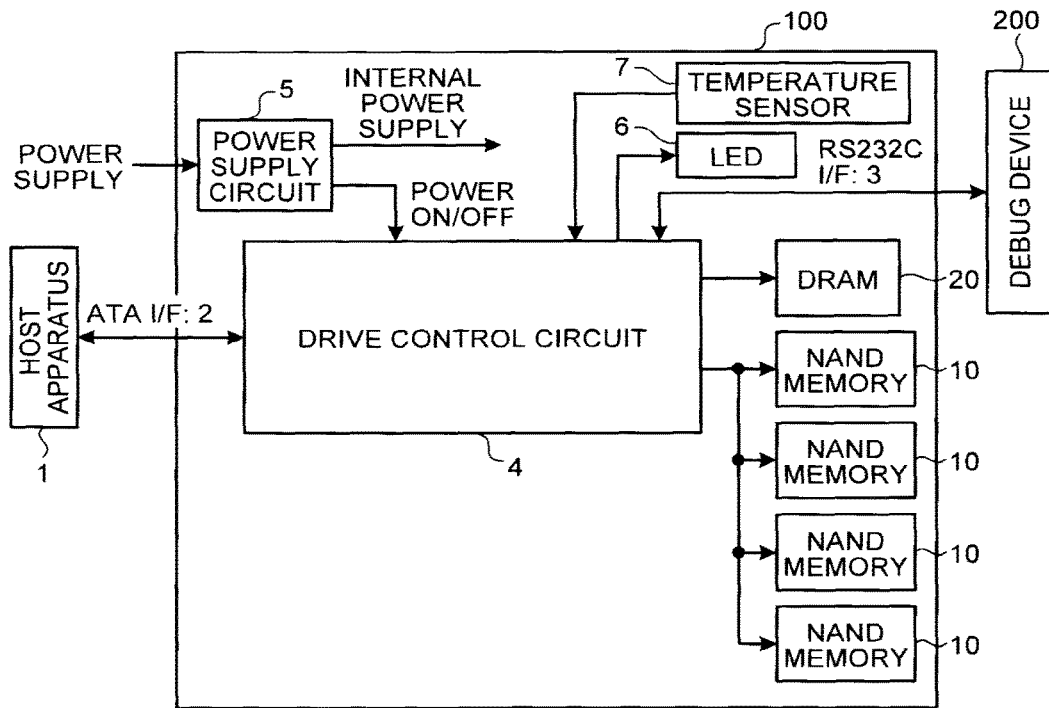 100
200
7
TEMPERATURE
SENSOR
INTERNAL
POWER
SUPPLY
5
6
LED
RS232C
I/F: 3
POWER
SUPPLY
POWER
SUPPLY
CIRCUIT
POWER
ON/OFF
DEBUG DEVICE
HOST
APPARATUS
1
ATA I/F: 2
DRIVE CONTROL CIRCUIT
4
DRAM
20
NAND
MEMORY
10
NAND
MEMORY
10
NAND
MEMORY
10
NAND
MEMORY
10